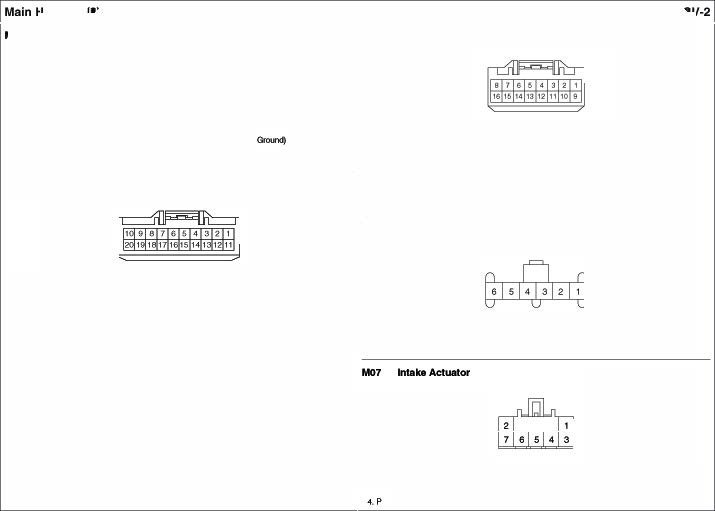 Main
-2
Ground)
10 9 8 7 6 5 4 3 2 1
20 19 18 17 16 15 14 13 12 11
8 7 6 5 4 3 2 1
16 15 14 13 12 11 10 9
6 5 4 3 2 1
M07 Intake Actuator
2 1
7 6 5 4 3
4. P